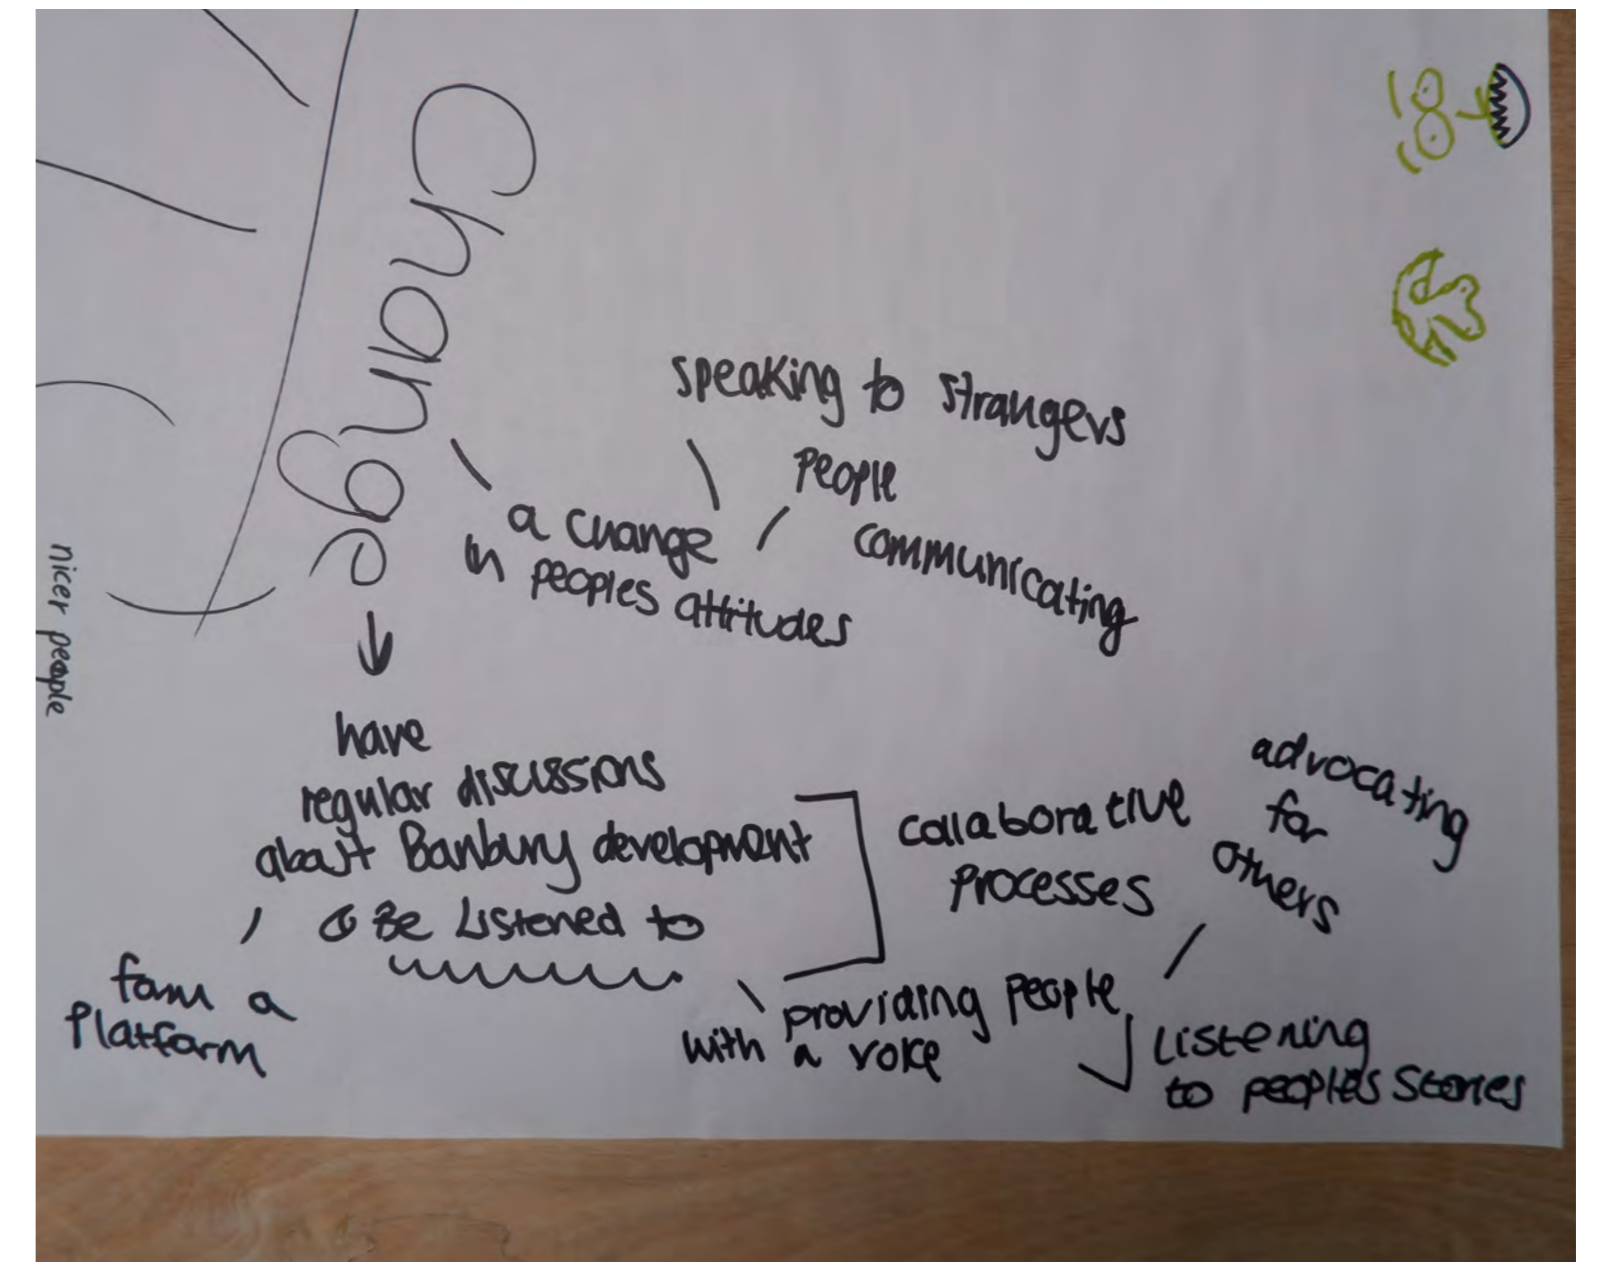 Change
speaking to strangers
people
communicating
a change
in peoples attitudes
nicer people
have
regular discussions
about Banbury development
& Be Listened to
form a
Platform
collaborative
processes
advocating
for
others
providing people
with a voice
Listening
to peoples stories